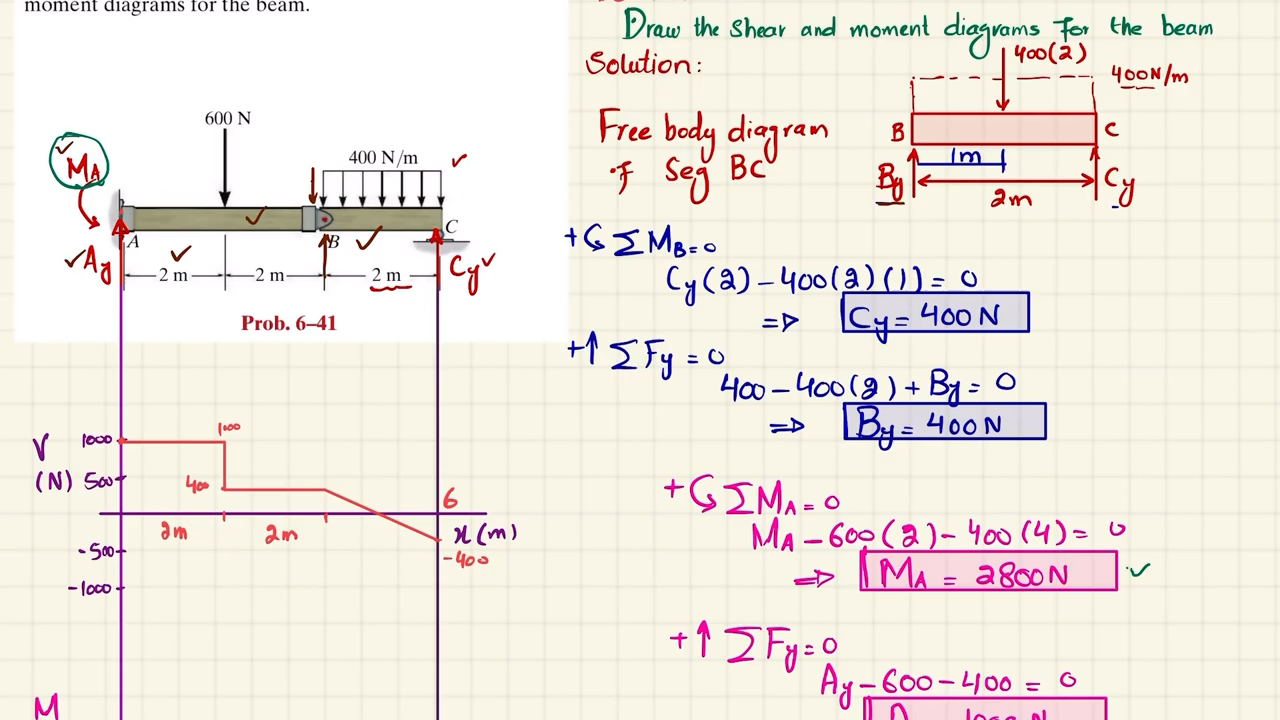 moment diagrams for the beam.
600 N
400 N/m
MA
Ay
A
B
C
Cy
2 m
2 m
2 m
Prob. 6–41
V
(N)
1000
500
-500
-1000
1000
400
2m
2m
6
x(m)
-400
M
Draw the Shear and moment diagrams for the beam
Solution:
Free body diagram
of Seg BC
400(2)
400N/m
B
C
1m
By
2m
Cy
+↺ ΣMB=0
Cy(2) – 400(2)(1) = 0
⇒ Cy = 400N
+↑ ΣFy = 0
400 – 400(2) + By = 0
⇒ By = 400N
+↺ ΣMA = 0
MA – 600(2) – 400(4) = 0
⇒ MA = 2800N
+↑ ΣFy = 0
Ay – 600 – 400 = 0